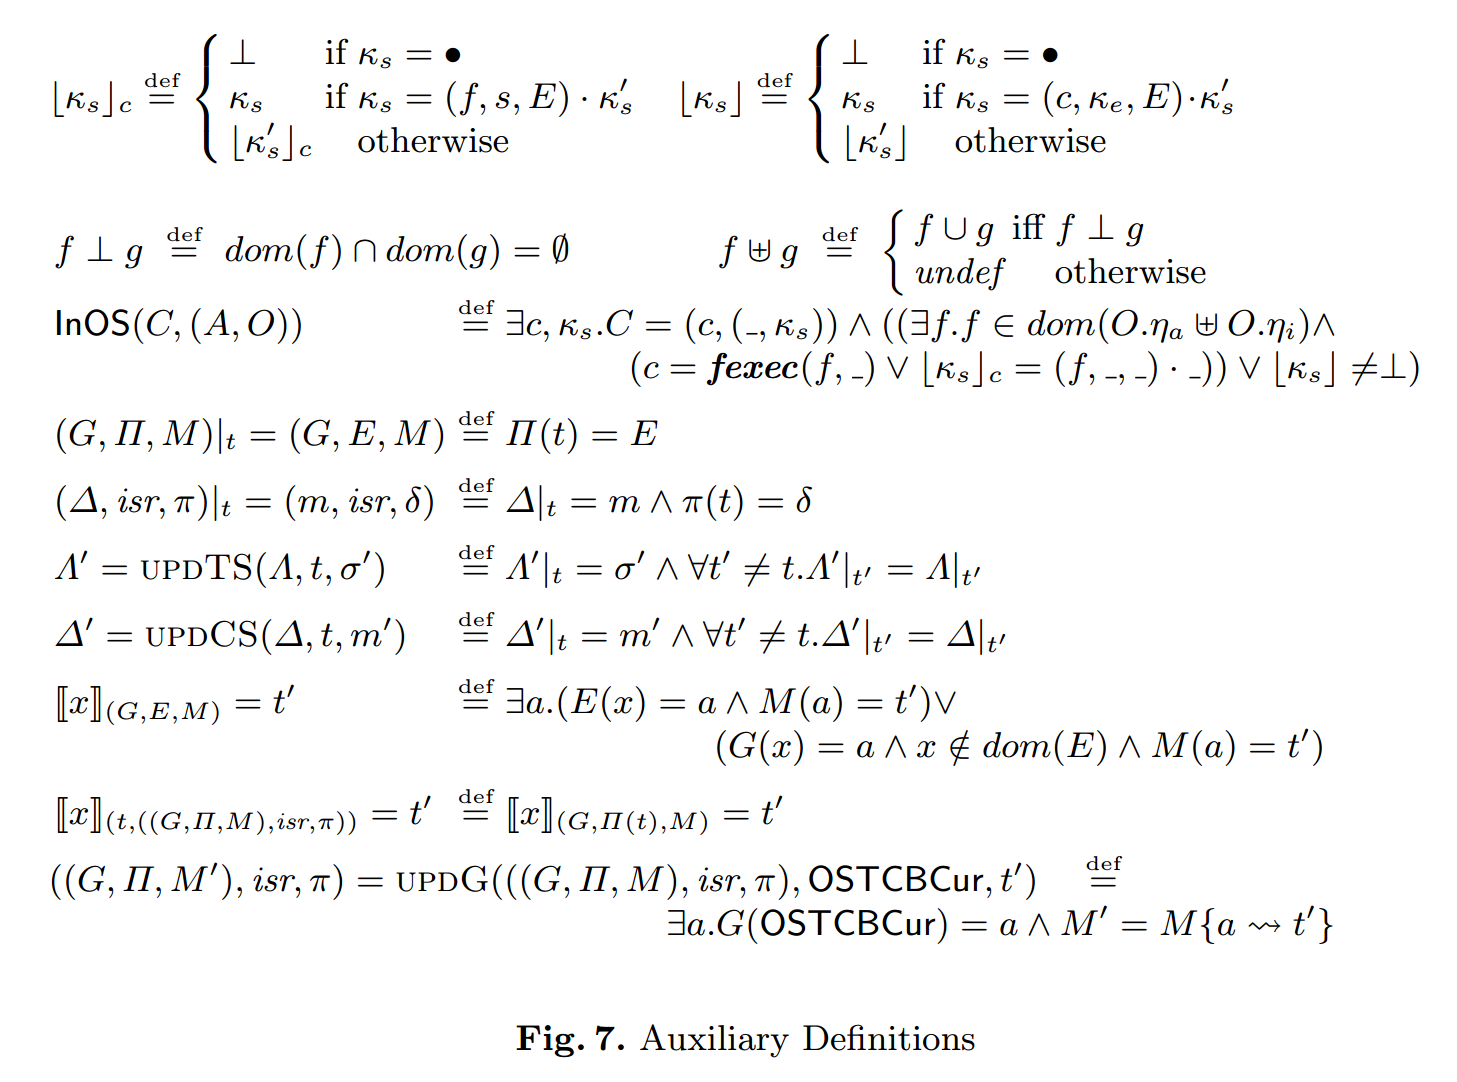 ⌊κ_s⌋_c ≝ { ⊥ if κ_s = •   ⌊κ_s⌋ ≝ { ⊥ if κ_s = •
κ_s if κ_s = (f, s, E) · κ′_s   κ_s if κ_s = (c, κ_e, E)·κ′_s
⌊κ′_s⌋_c otherwise   ⌊κ′_s⌋ otherwise
f ⊥ g ≝ dom(f) ∩ dom(g) = ∅   f ⊎ g ≝ { f ∪ g iff f ⊥ g
undef otherwise
InOS(C, (A, O)) ≝ ∃c, κ_s.C = (c, (_, κ_s)) ∧ ((∃f.f ∈ dom(O.η_a ⊎ O.η_i)∧
(c = fexec(f, _) ∨ ⌊κ_s⌋_c = (f, _, _) · _)) ∨ ⌊κ_s⌋ ≠⊥)
(G, Π, M)|_t = (G, E, M) ≝ Π(t) = E
(Δ, isr, π)|_t = (m, isr, δ) ≝ Δ|_t = m ∧ π(t) = δ
Λ′ = UPDTS(Λ, t, σ′) ≝ Λ′|_t = σ′ ∧ ∀t′ ≠ t.Λ′|_t′ = Λ|_t′
Δ′ = UPDCS(Δ, t, m′) ≝ Δ′|_t = m′ ∧ ∀t′ ≠ t.Δ′|_t′ = Δ|_t′
⟦x⟧_(G,E,M) = t′ ≝ ∃a.(E(x) = a ∧ M(a) = t′)∨
(G(x) = a ∧ x ∉ dom(E) ∧ M(a) = t′)
⟦x⟧_(t,((G,Π,M),isr,π)) = t′ ≝ ⟦x⟧_(G,Π(t),M) = t′
((G, Π, M′), isr, π) = UPDG(((G, Π, M), isr, π), OSTCBCur, t′) ≝
∃a.G(OSTCBCur) = a ∧ M′ = M{a ⇝ t′}
Fig. 7. Auxiliary Definitions